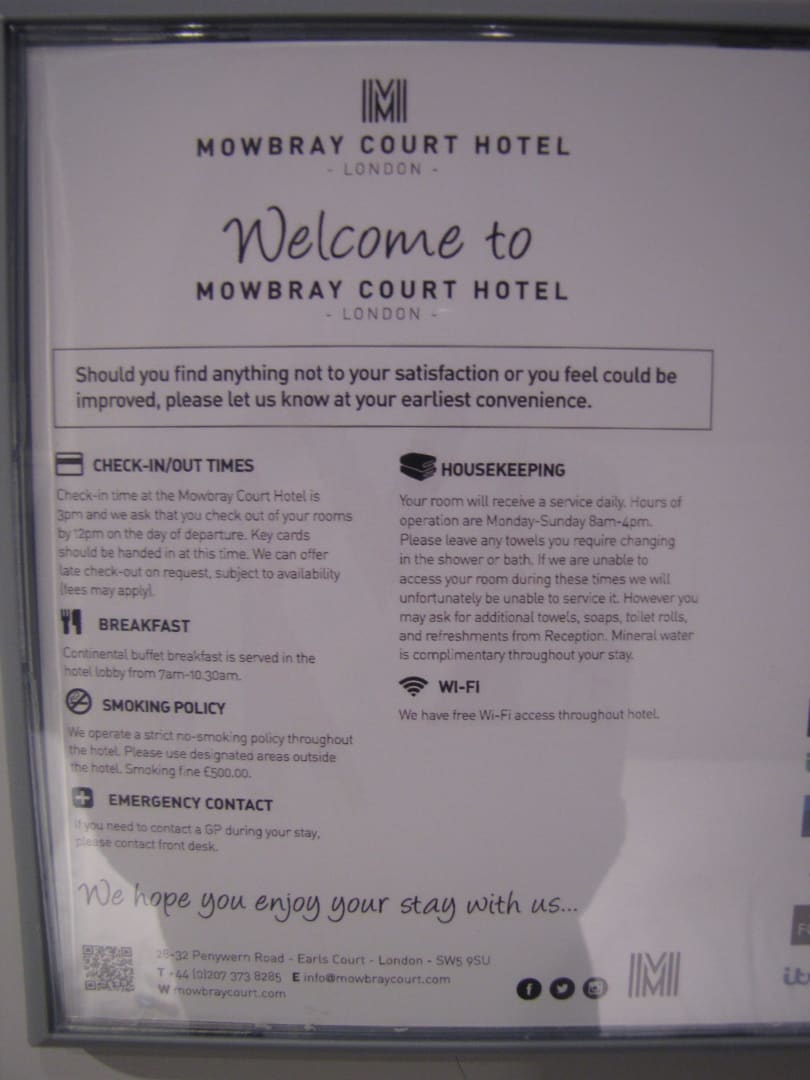 M
MOWBRAY COURT HOTEL
- LONDON -
Welcome to
MOWBRAY COURT HOTEL
- LONDON -
Should you find anything not to your satisfaction or you feel could be
improved, please let us know at your earliest convenience.
CHECK-IN/OUT TIMES
Check-in time at the Mowbray Court Hotel is
3pm and we ask that you check out of your rooms
by 12pm on the day of departure. Key cards
should be handed in at this time. We can offer
late check-out on request, subject to availability
(fees may apply).
BREAKFAST
Continental buffet breakfast is served in the
hotel lobby from 7am-10.30am.
SMOKING POLICY
We operate a strict no-smoking policy throughout
the hotel. Please use designated areas outside
the hotel. Smoking fine £500.00.
EMERGENCY CONTACT
If you need to contact a GP during your stay,
please contact front desk.
HOUSEKEEPING
Your room will receive a service daily. Hours of
operation are Monday-Sunday 8am-4pm.
Please leave any towels you require changing
in the shower or bath. If we are unable to
access your room during these times we will
unfortunately be unable to service it. However you
may ask for additional towels, soaps, toilet rolls,
and refreshments from Reception. Mineral water
is complimentary throughout your stay.
WI-FI
We have free Wi-Fi access throughout hotel.
We hope you enjoy your stay with us...
28-32 Penywern Road - Earls Court - London - SW5 9SU
T +44 (0)207 373 8285 E info@mowbraycourt.com
W mowbraycourt.com
M